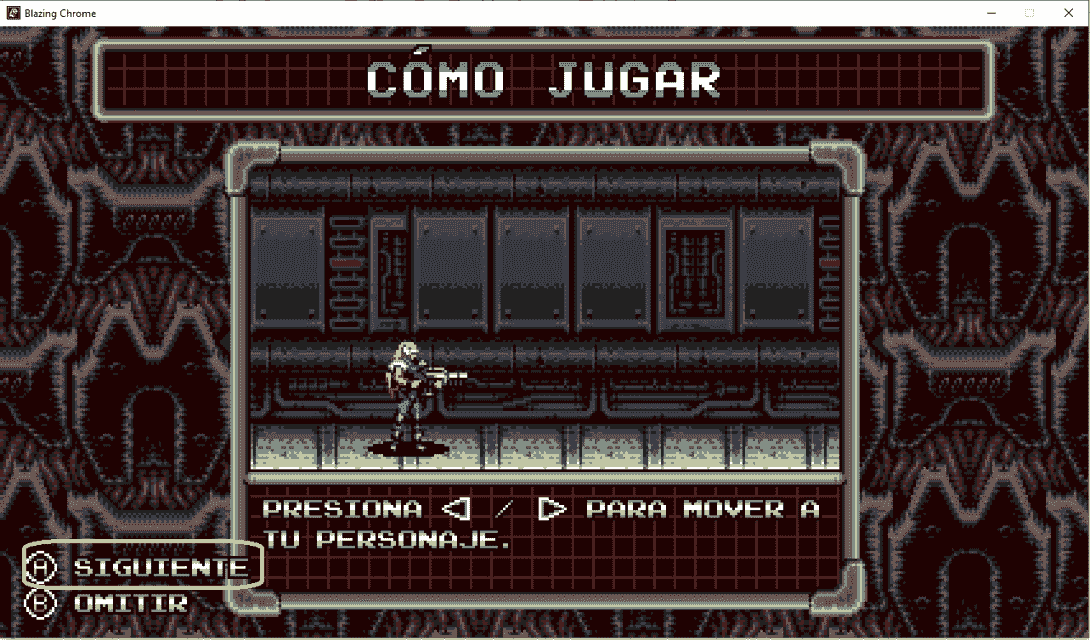 Blazing Chrome
CÓMO JUGAR
PRESIONA ◁ / ▷ PARA MOVER A
TU PERSONAJE.
A SIGUIENTE
B OMITIR